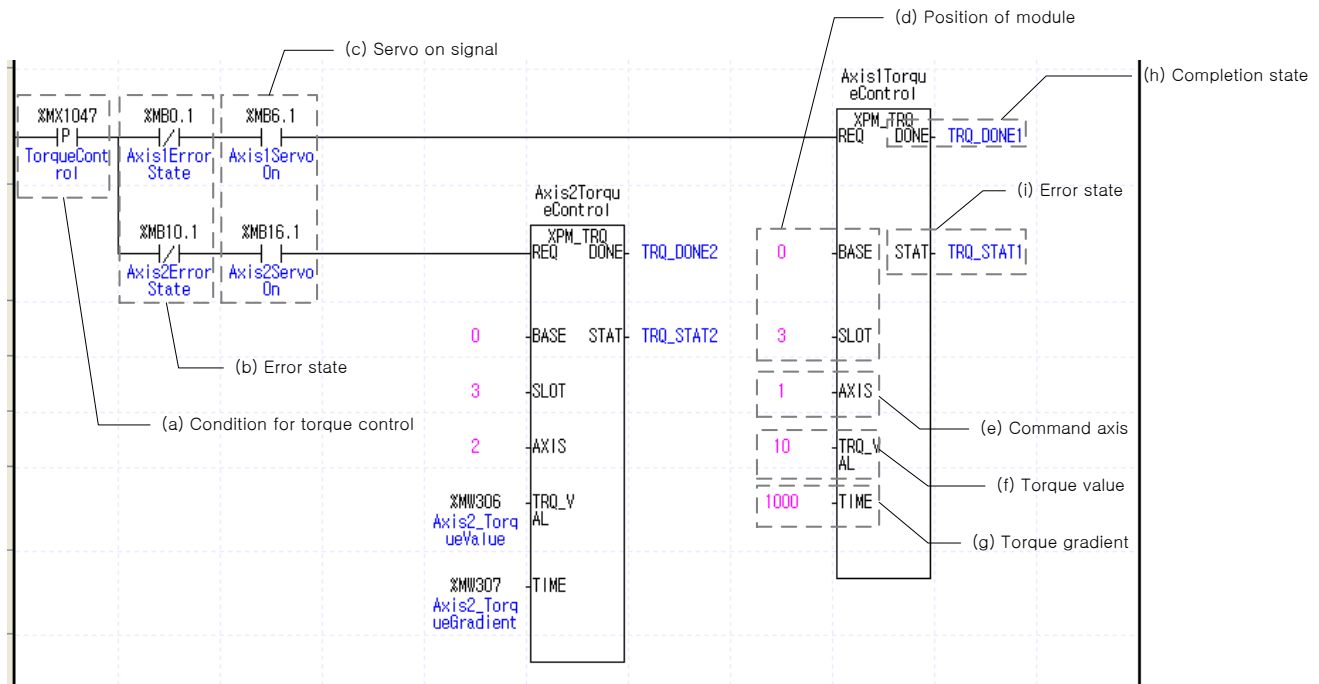 (d) Position of module
(c) Servo on signal
(h) Completion state
Axis1Torqu
eControl
%MX1047
%MB0.1
%MB6.1
P
XPM_TRQ
REQ
DONE
TRQ_DONE1
TorqueCont
rol
Axis1Error
State
Axis1Servo
On
(i) Error state
Axis2Torqu
eControl
%MB10.1
%MB16.1
XPM_TRQ
REQ
DONE
TRQ_DONE2
0
BASE
STAT
TRQ_STAT1
Axis2Error
State
Axis2Servo
On
0
BASE
STAT
TRQ_STAT2
3
SLOT
(b) Error state
3
SLOT
1
AXIS
(a) Condition for torque control
(e) Command axis
2
AXIS
10
TRQ_V
AL
(f) Torque value
%MW306
Axis2_Torq
ueValue
TRQ_V
AL
1000
TIME
(g) Torque gradient
%MW307
Axis2_Torq
ueGradient
TIME